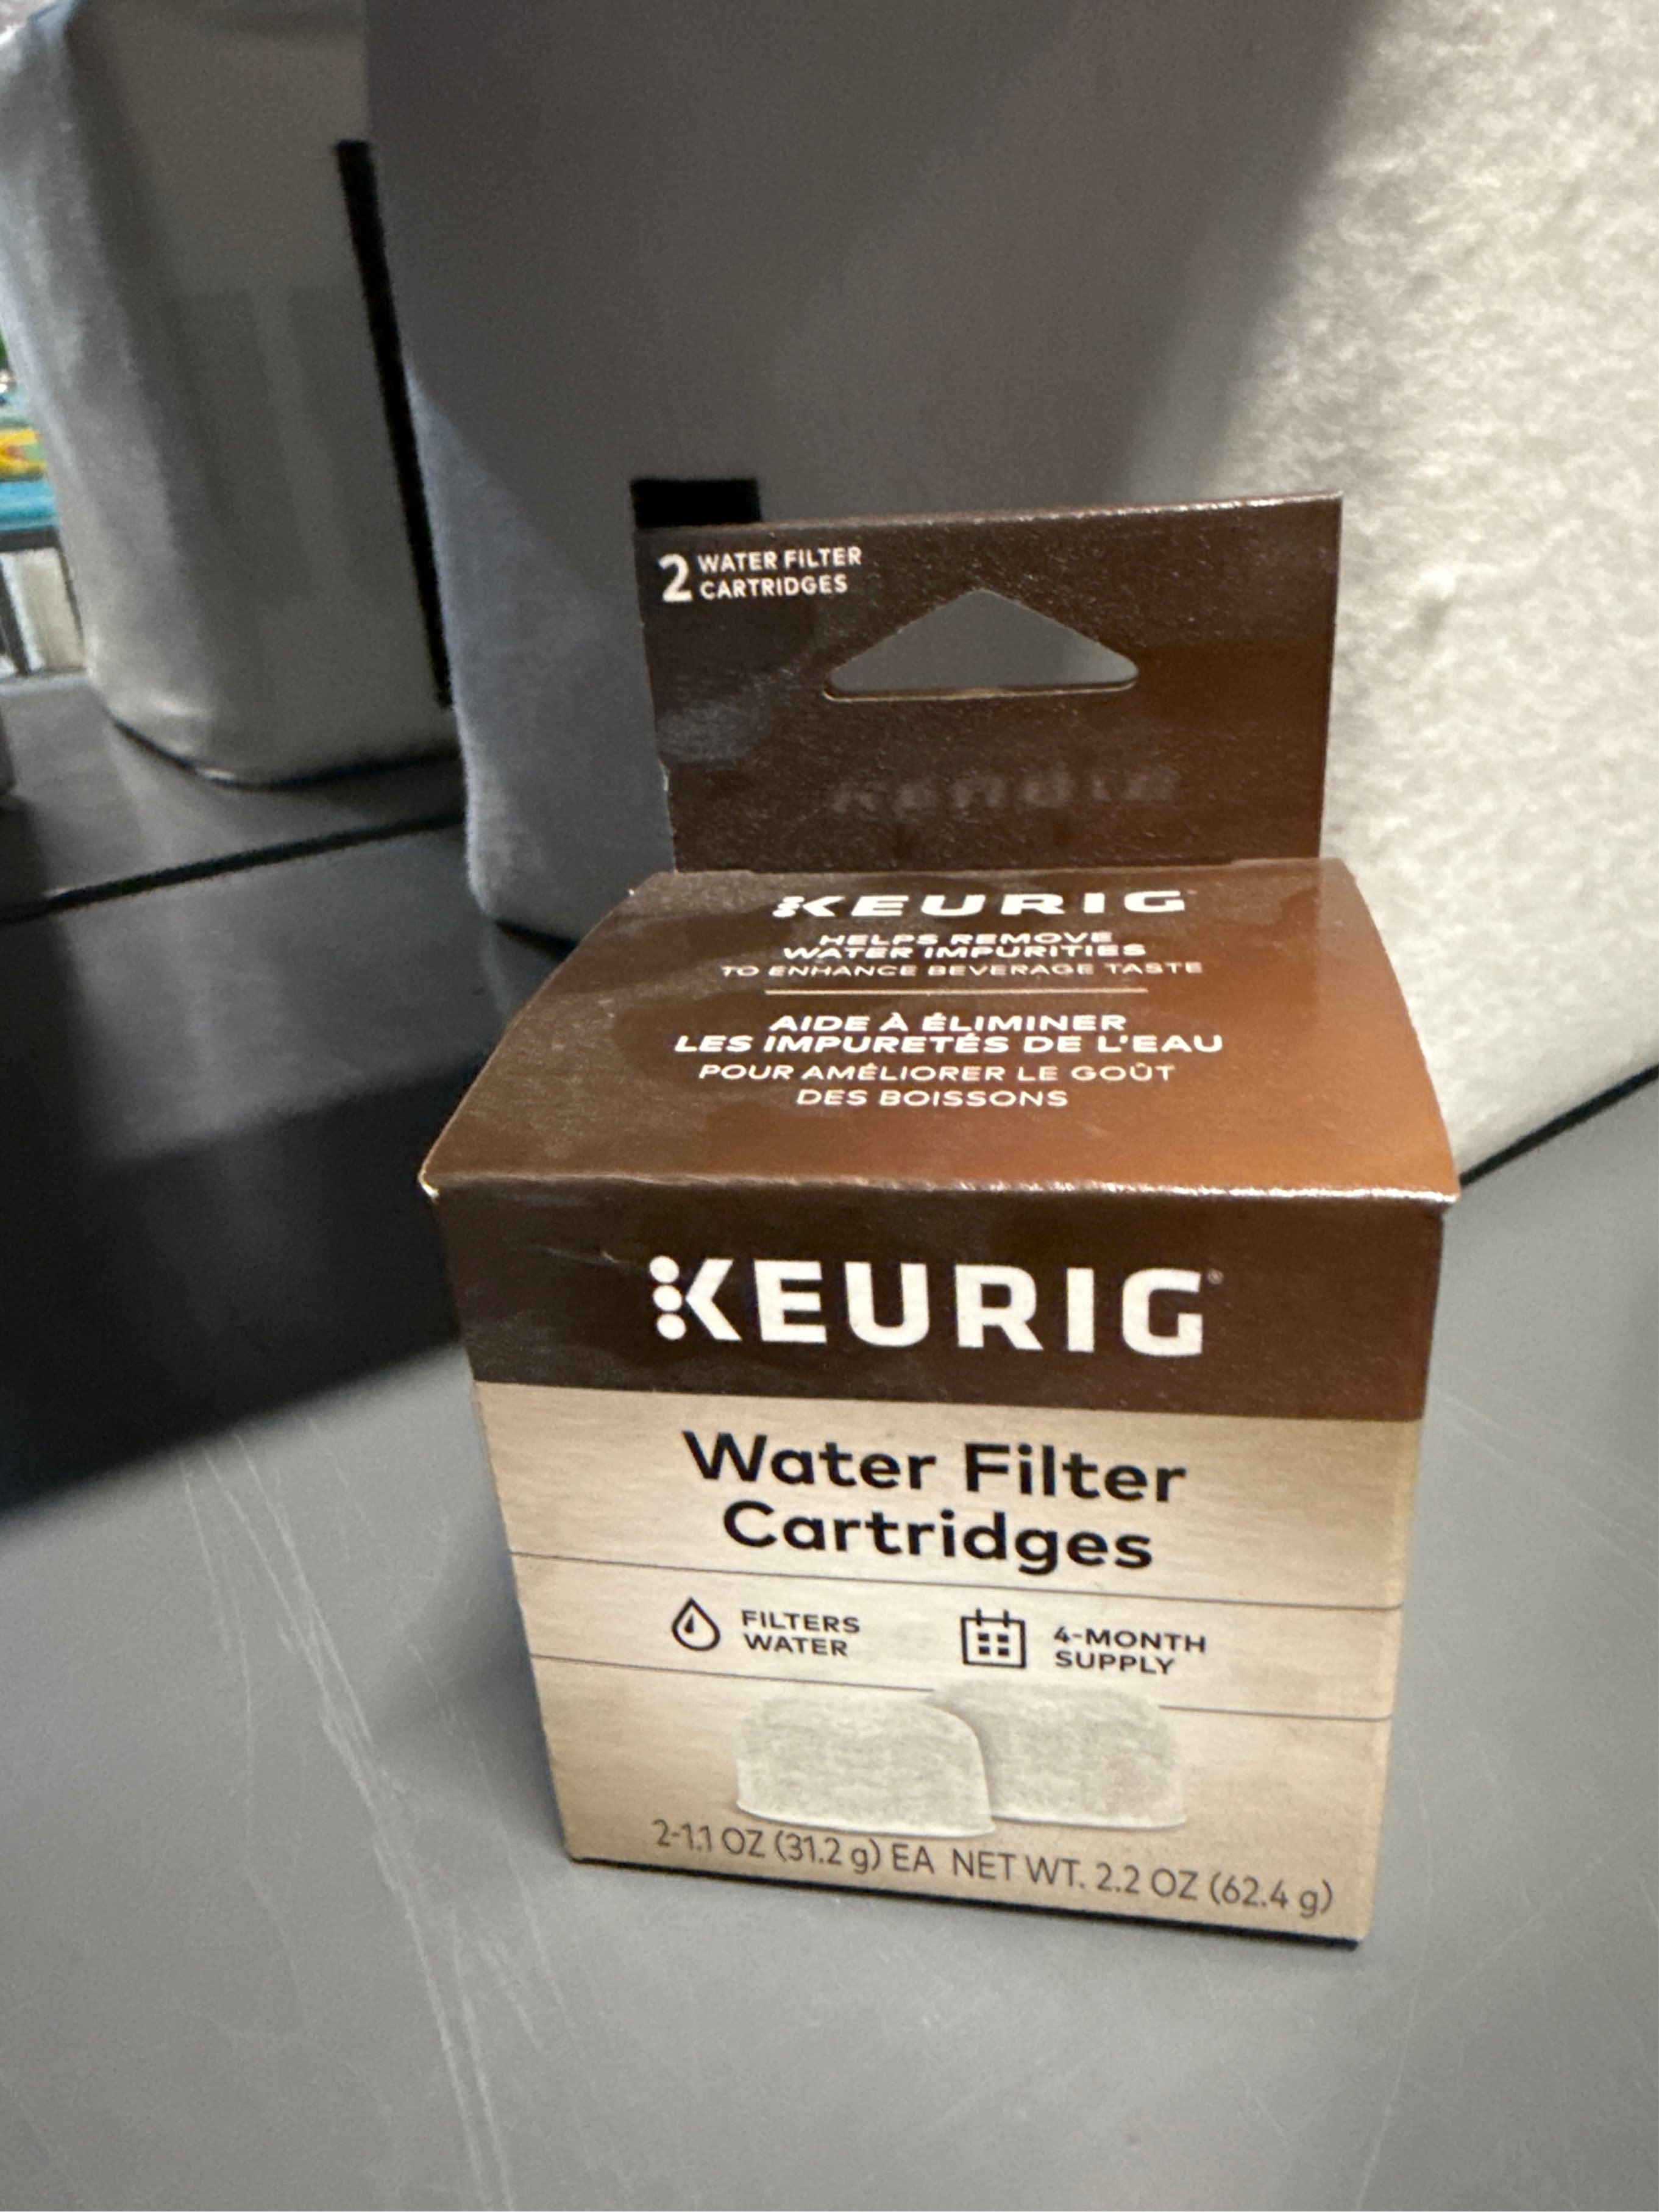 2 WATER FILTER
CARTRIDGES
KEURIG
HELPS REMOVE
WATER IMPURITIES
TO ENHANCE BEVERAGE TASTE
AIDE À ÉLIMINER
LES IMPURETÉS DE L'EAU
POUR AMÉLIORER LE GOÛT
DES BOISSONS
KEURIG®
Water Filter
Cartridges
FILTERS
WATER
4-MONTH
SUPPLY
2-1.1 OZ (31.2 g) EA NET WT. 2.2 OZ (62.4 g)